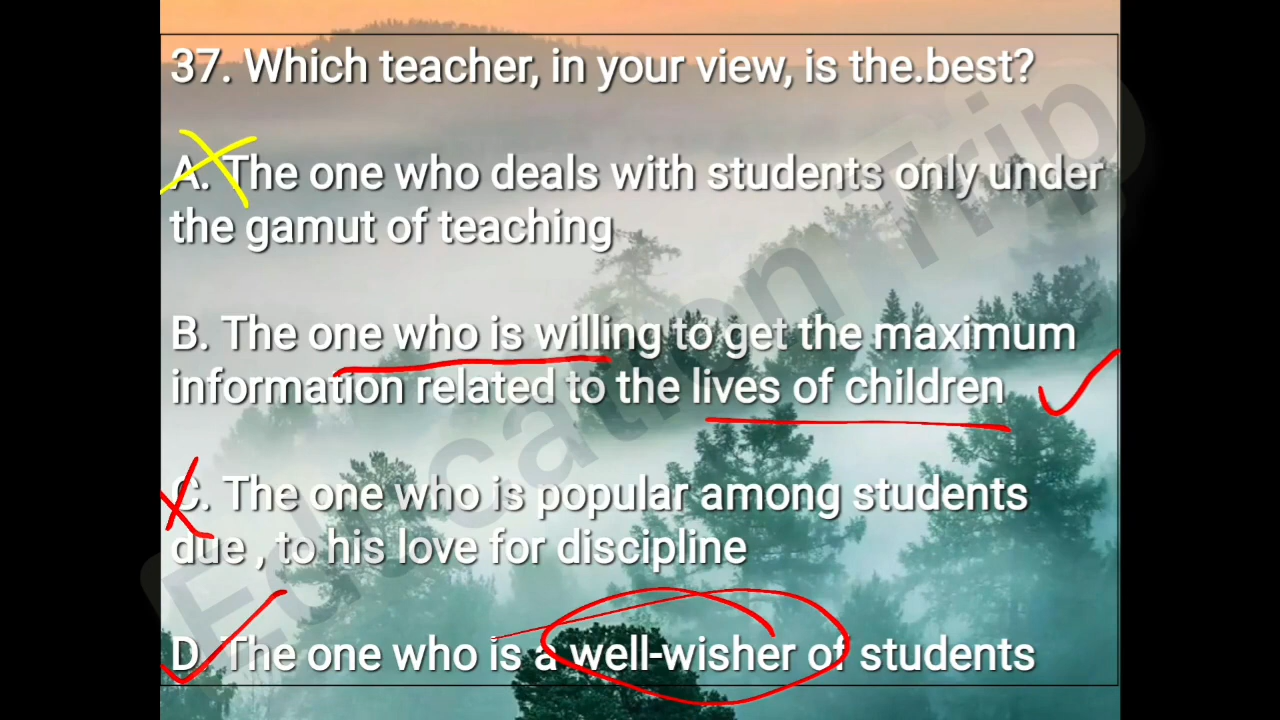 37. Which teacher, in your view, is the.best?
A. The one who deals with students only under
the gamut of teaching
B. The one who is willing to get the maximum
information related to the lives of children
C. The one who is popular among students
due , to his love for discipline
D. The one who is a well-wisher of students
Education Trip